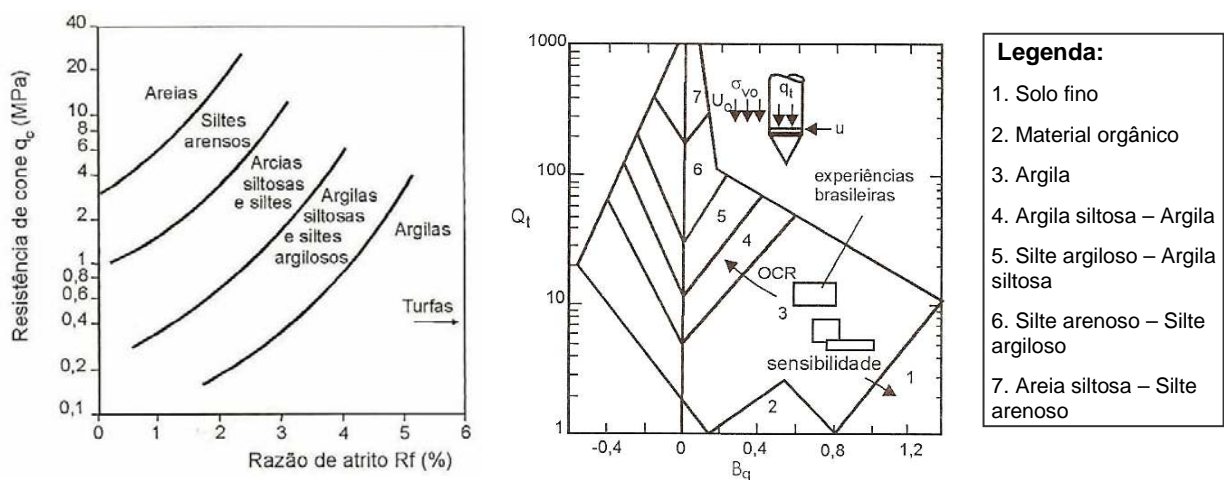 40
20
10
8
6
4
2
1
0,8
0,6
0,4
0,2
0,1
Resistência de cone qc (MPa)
Areias
Siltes
arensos
Arcias
siltosas
e siltes
Argilas
siltosas
e siltes
argilosos
Argilas
Turfas
0 1 2 3 4 5 6
Razão de atrito Rf (%)
1000
100
10
1
Qt
7
6
5
4
3
2
1
Uo σvo qt
u
experiências
brasileiras
OCR
sensibilidade
-0,4 0 0,4 0,8 1,2
Bq
Legenda:
1. Solo fino
2. Material orgânico
3. Argila
4. Argila siltosa – Argila
5. Silte argiloso – Argila
siltosa
6. Silte arenoso – Silte
argiloso
7. Areia siltosa – Silte
arenoso